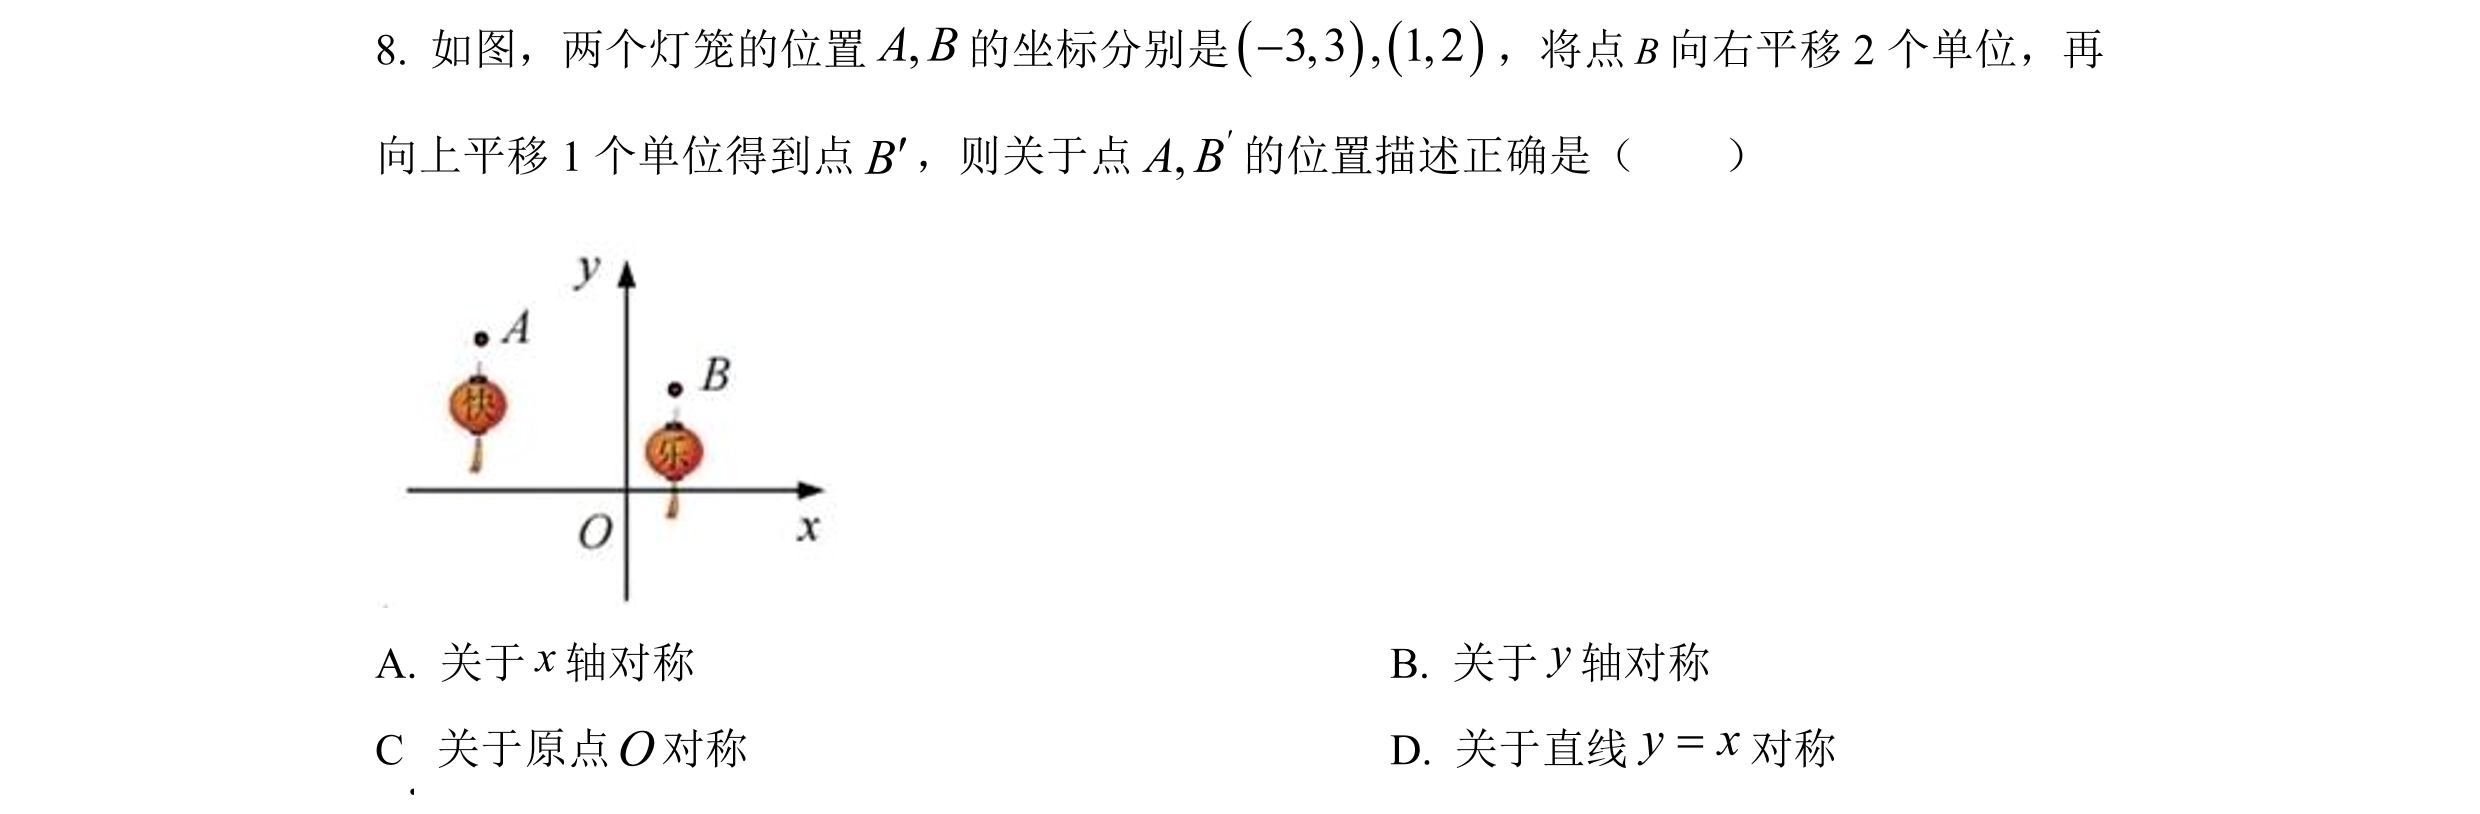 8. 如图，两个灯笼的位置 A, B 的坐标分别是 (−3,3),(1,2)，将点 B 向右平移 2 个单位，再
向上平移 1 个单位得到点 B′，则关于点 A, B′ 的位置描述正确是（　　）
y
A
B
快
乐
O
x
A. 关于 x 轴对称　B. 关于 y 轴对称
C 关于原点 O 对称　D. 关于直线 y = x 对称
.